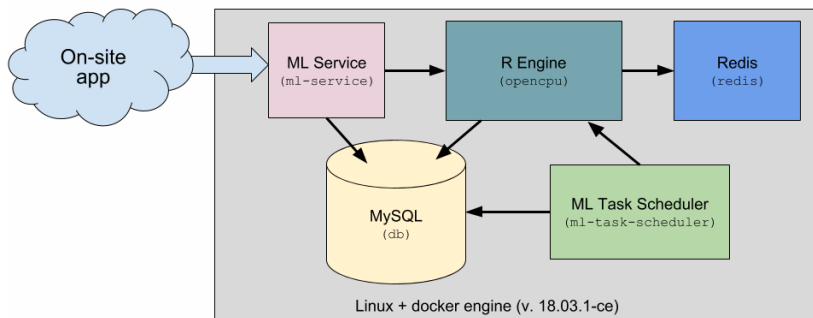 On-site
app
ML Service
(ml-service)
R Engine
(opencpu)
Redis
(redis)
MySQL
(db)
ML Task Scheduler
(ml-task-scheduler)
Linux + docker engine (v. 18.03.1-ce)